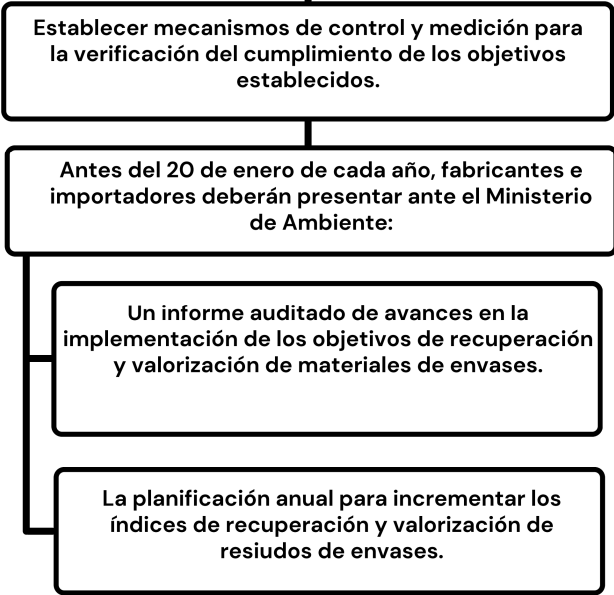 Establecer mecanismos de control y medición para
la verificación del cumplimiento de los objetivos
establecidos.
Antes del 20 de enero de cada año, fabricantes e
importadores deberán presentar ante el Ministerio
de Ambiente:
Un informe auditado de avances en la
implementación de los objetivos de recuperación
y valorización de materiales de envases.
La planificación anual para incrementar los
índices de recuperación y valorización de
resiudos de envases.